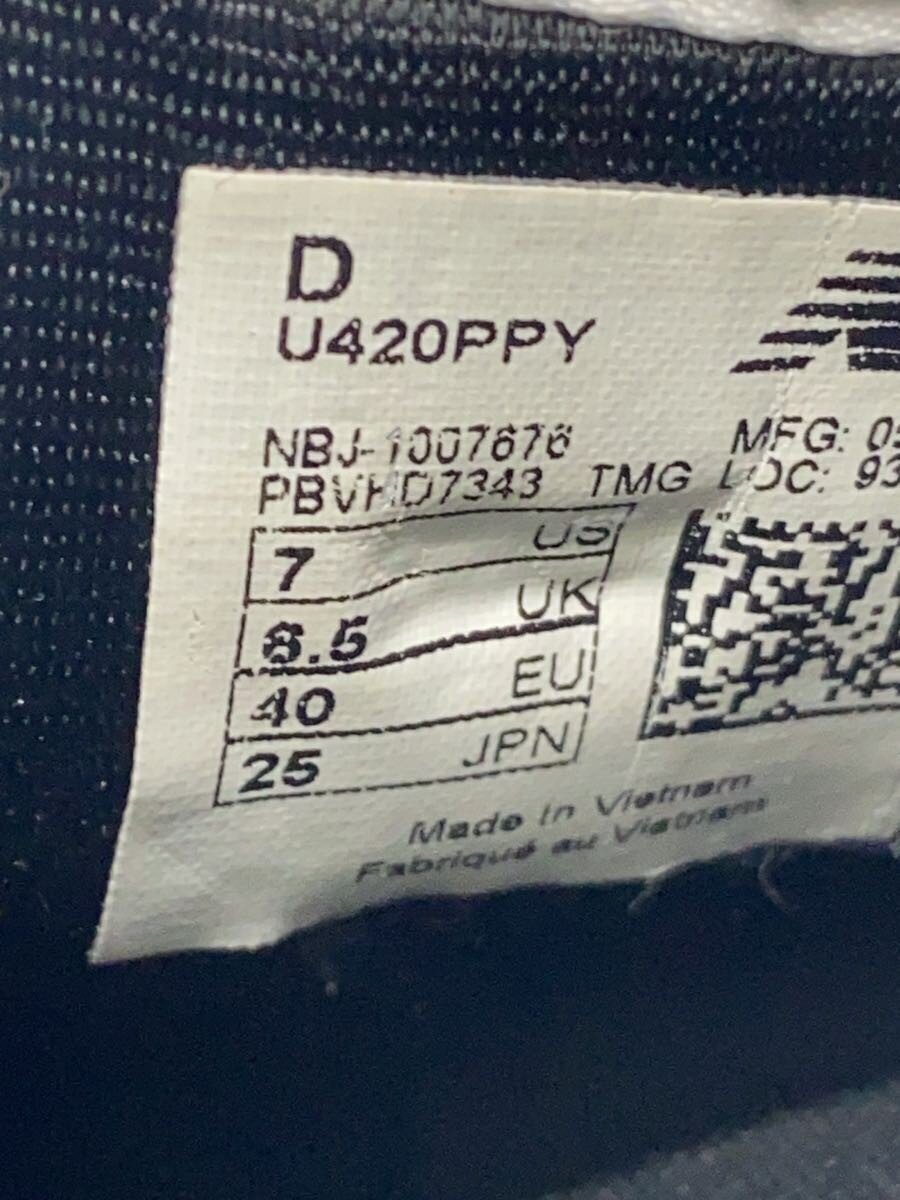 D
U420PPY
NBJ-1007676 MFG: 0
PBVHD7343 TMG LOC: 93
7 US
6.5 UK
40 EU
25 JPN
Made in Vietnam
Fabriqué au Vietnam